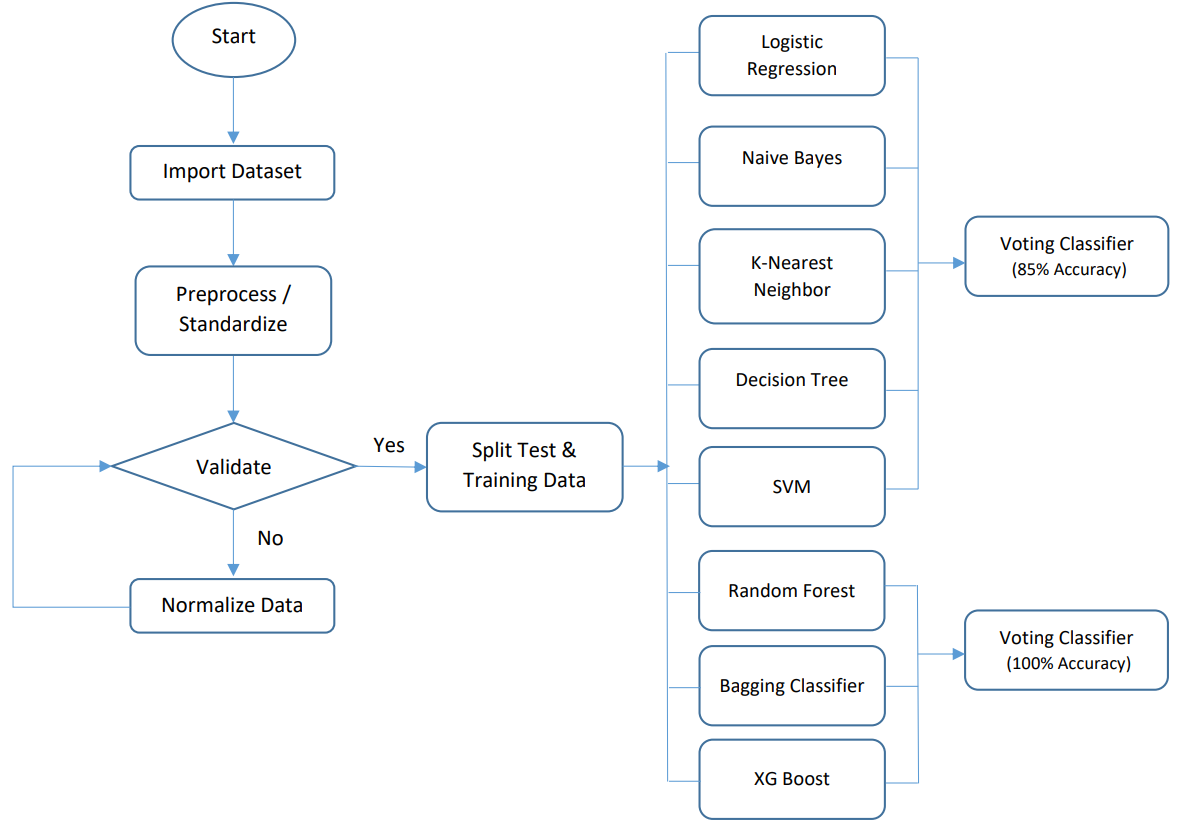 Start
Import Dataset
Preprocess /
Standardize
Validate
Yes
No
Normalize Data
Split Test &
Training Data
Logistic
Regression
Naive Bayes
K-Nearest
Neighbor
Decision Tree
SVM
Random Forest
Bagging Classifier
XG Boost
Voting Classifier
(85% Accuracy)
Voting Classifier
(100% Accuracy)